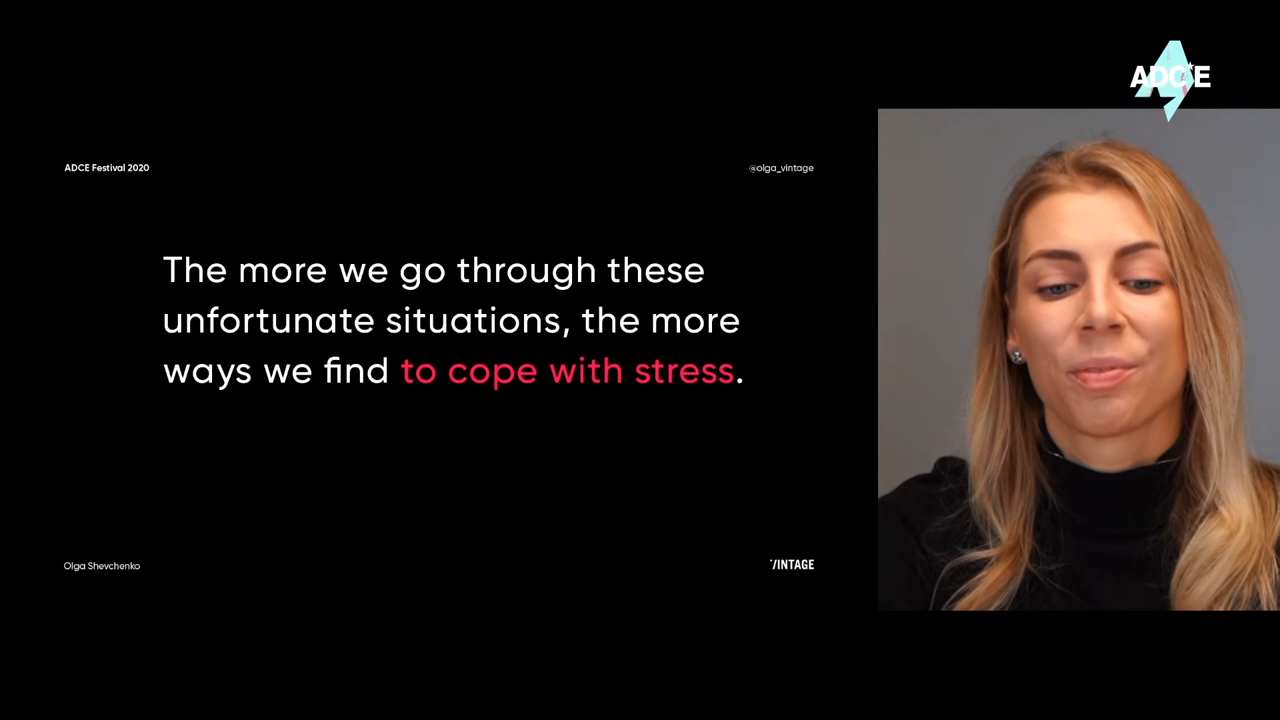 ADC*E
ADCE Festival 2020
@olga_vintage
The more we go through these
unfortunate situations, the more
ways we find to cope with stress.
Olga Shevchenko
VINTAGE